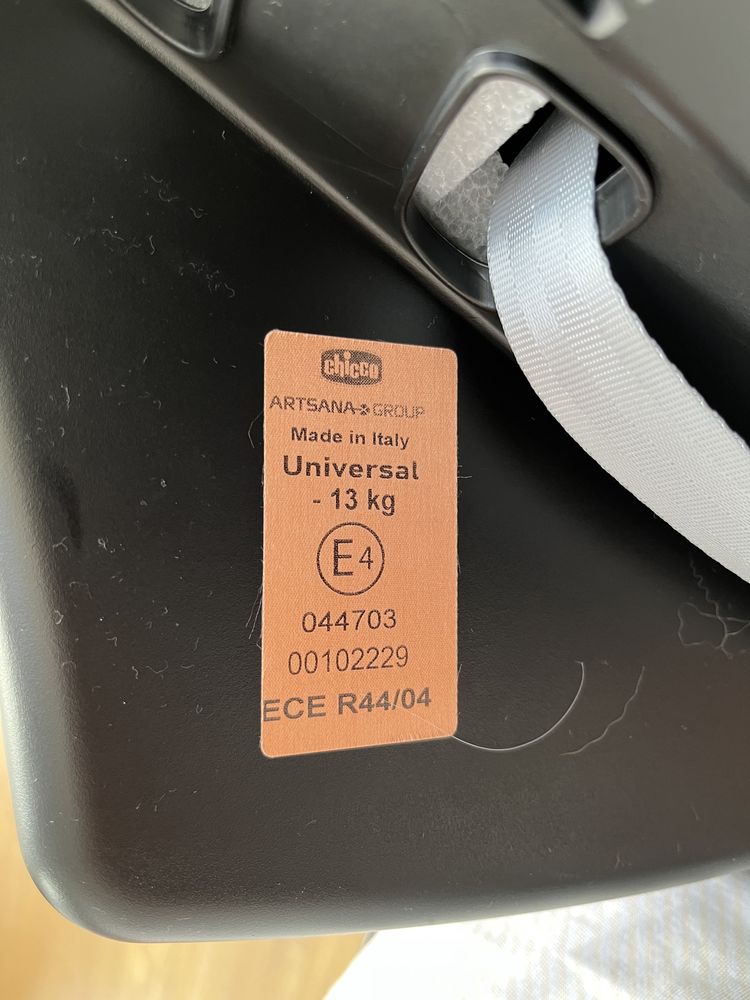 chicco
ARTSANA GROUP
Made in Italy
Universal
- 13 kg
E4
044703
00102229
ECE R44/04